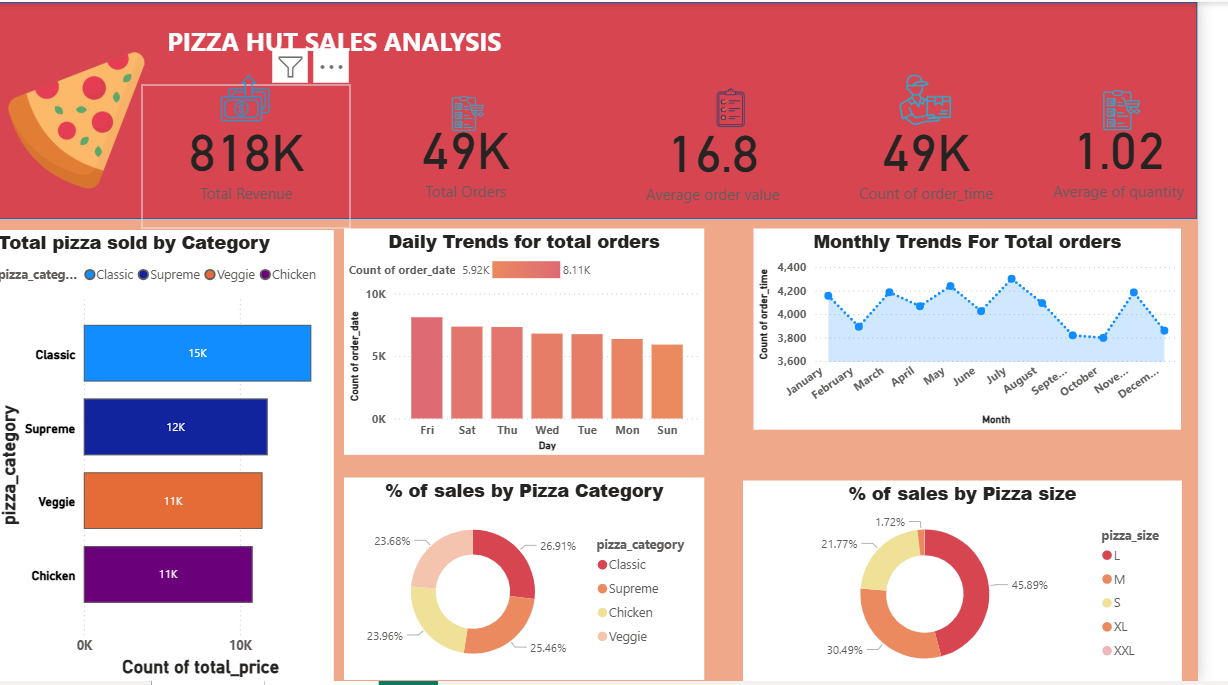 PIZZA HUT SALES ANALYSIS
818K
Total Revenue
49K
Total Orders
16.8
Average order value
49K
Count of order_time
1.02
Average of quantity
Total pizza sold by Category
pizza_categ... Classic Supreme Veggie Chicken
pizza_category
Classic
15K
Supreme
12K
Veggie
11K
Chicken
11K
0K 10K
Count of total_price
Daily Trends for total orders
Count of order_date 5.92K 8.11K
Count of order_date
10K
5K
0K
Fri Sat Thu Wed Tue Mon Sun
Day
Monthly Trends For Total orders
Count of order_time
4,400
4,200
4,000
3,800
3,600
January February March April May June July August Septe... October Nove... Decem...
Month
% of sales by Pizza Category
23.68%
26.91%
23.96%
25.46%
pizza_category
Classic
Supreme
Chicken
Veggie
% of sales by Pizza size
1.72%
21.77%
45.89%
30.49%
pizza_size
L
M
S
XL
XXL